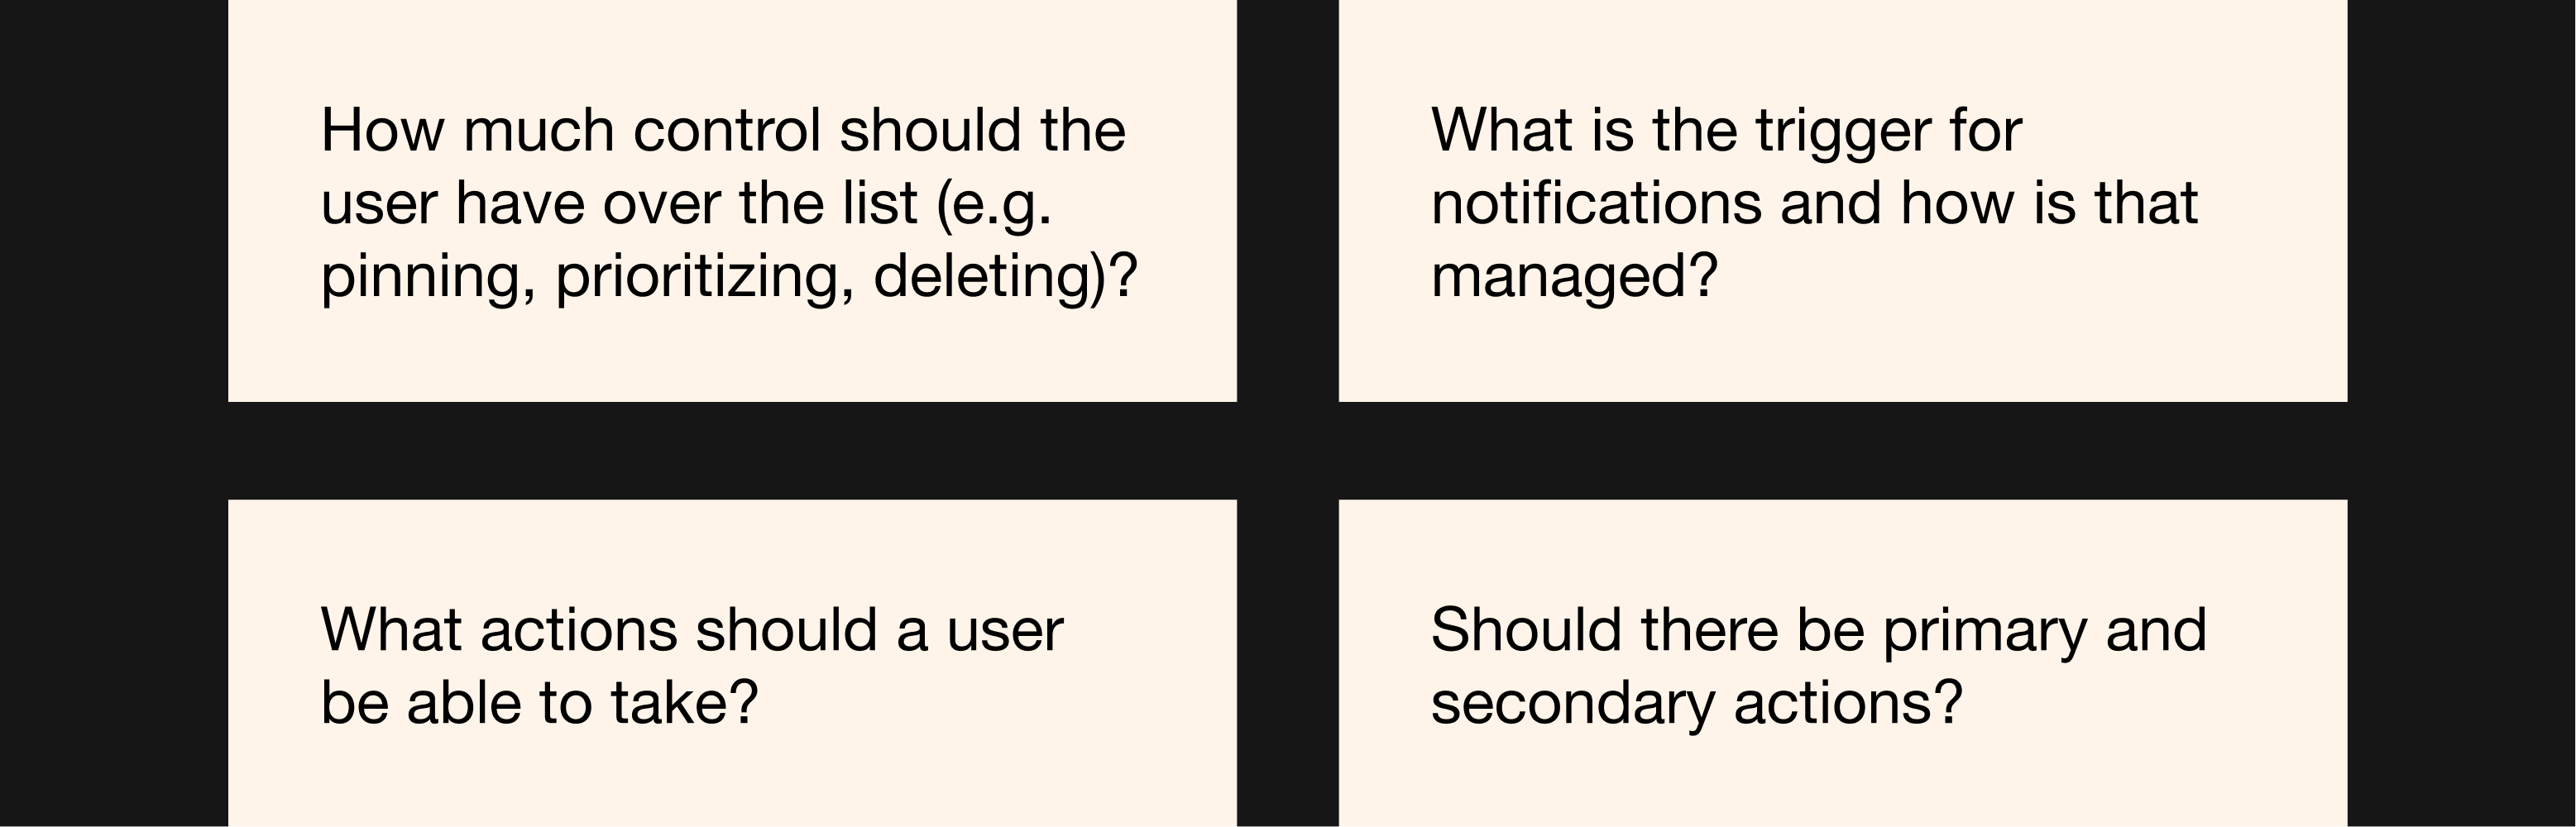 How much control should the
user have over the list (e.g.
pinning, prioritizing, deleting)?
What is the trigger for
notifications and how is that
managed?
What actions should a user
be able to take?
Should there be primary and
secondary actions?